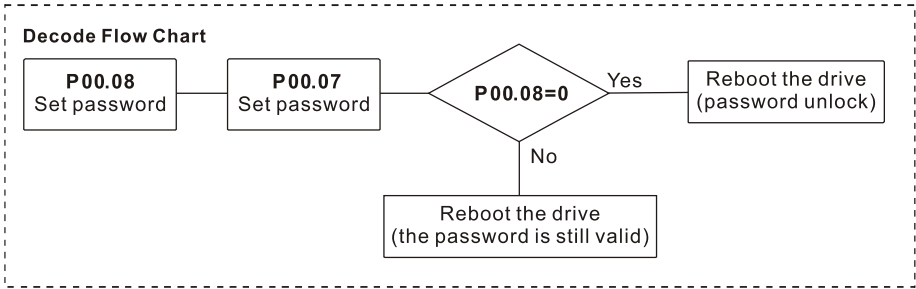 Decode Flow Chart
P00.08
Set password
P00.07
Set password
P00.08=0
Yes
Reboot the drive
(password unlock)
No
Reboot the drive
(the password is still valid)